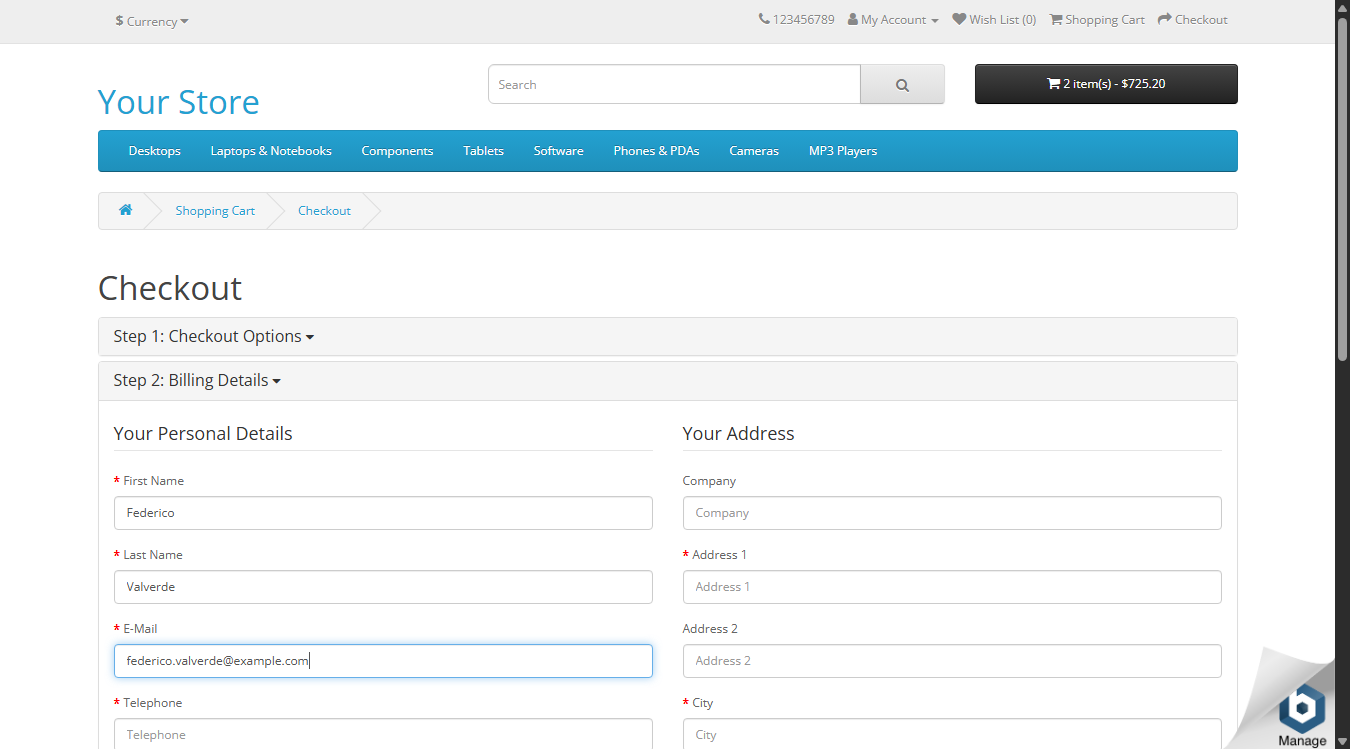 $ Currency
123456789 My Account Wish List (0) Shopping Cart Checkout
Your Store
Search
2 item(s) - $725.20
Desktops Laptops & Notebooks Components Tablets Software Phones & PDAs Cameras MP3 Players
Shopping Cart Checkout
Checkout
Step 1: Checkout Options
Step 2: Billing Details
Your Personal Details
* First Name
Federico
* Last Name
Valverde
* E-Mail
federico.valverde@example.com
* Telephone
Telephone
Your Address
Company
Company
* Address 1
Address 1
Address 2
Address 2
* City
City
b
Manage